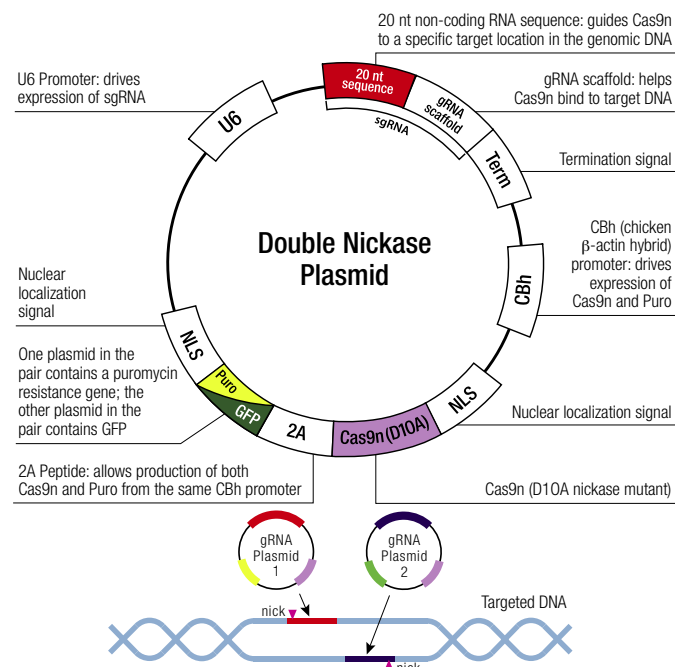 20 nt non-coding RNA sequence: guides Cas9n
to a specific target location in the genomic DNA
U6 Promoter: drives
expression of sgRNA
20 nt
sequence
gRNA
scaffold
sgRNA
gRNA scaffold: helps
Cas9n bind to target DNA
U6
Term
Termination signal
Double Nickase
Plasmid
CBh (chicken
β-actin hybrid)
promoter: drives
expression of
Cas9n and Puro
CBh
Nuclear
localization
signal
NLS
One plasmid in the
pair contains a puromycin
resistance gene; the
other plasmid in the
pair contains GFP
Puro
GFP
2A
Cas9n (D10A)
NLS
Nuclear localization signal
2A Peptide: allows production of both
Cas9n and Puro from the same CBh promoter
Cas9n (D10A nickase mutant)
gRNA
Plasmid
1
gRNA
Plasmid
2
nick
Targeted DNA
nick